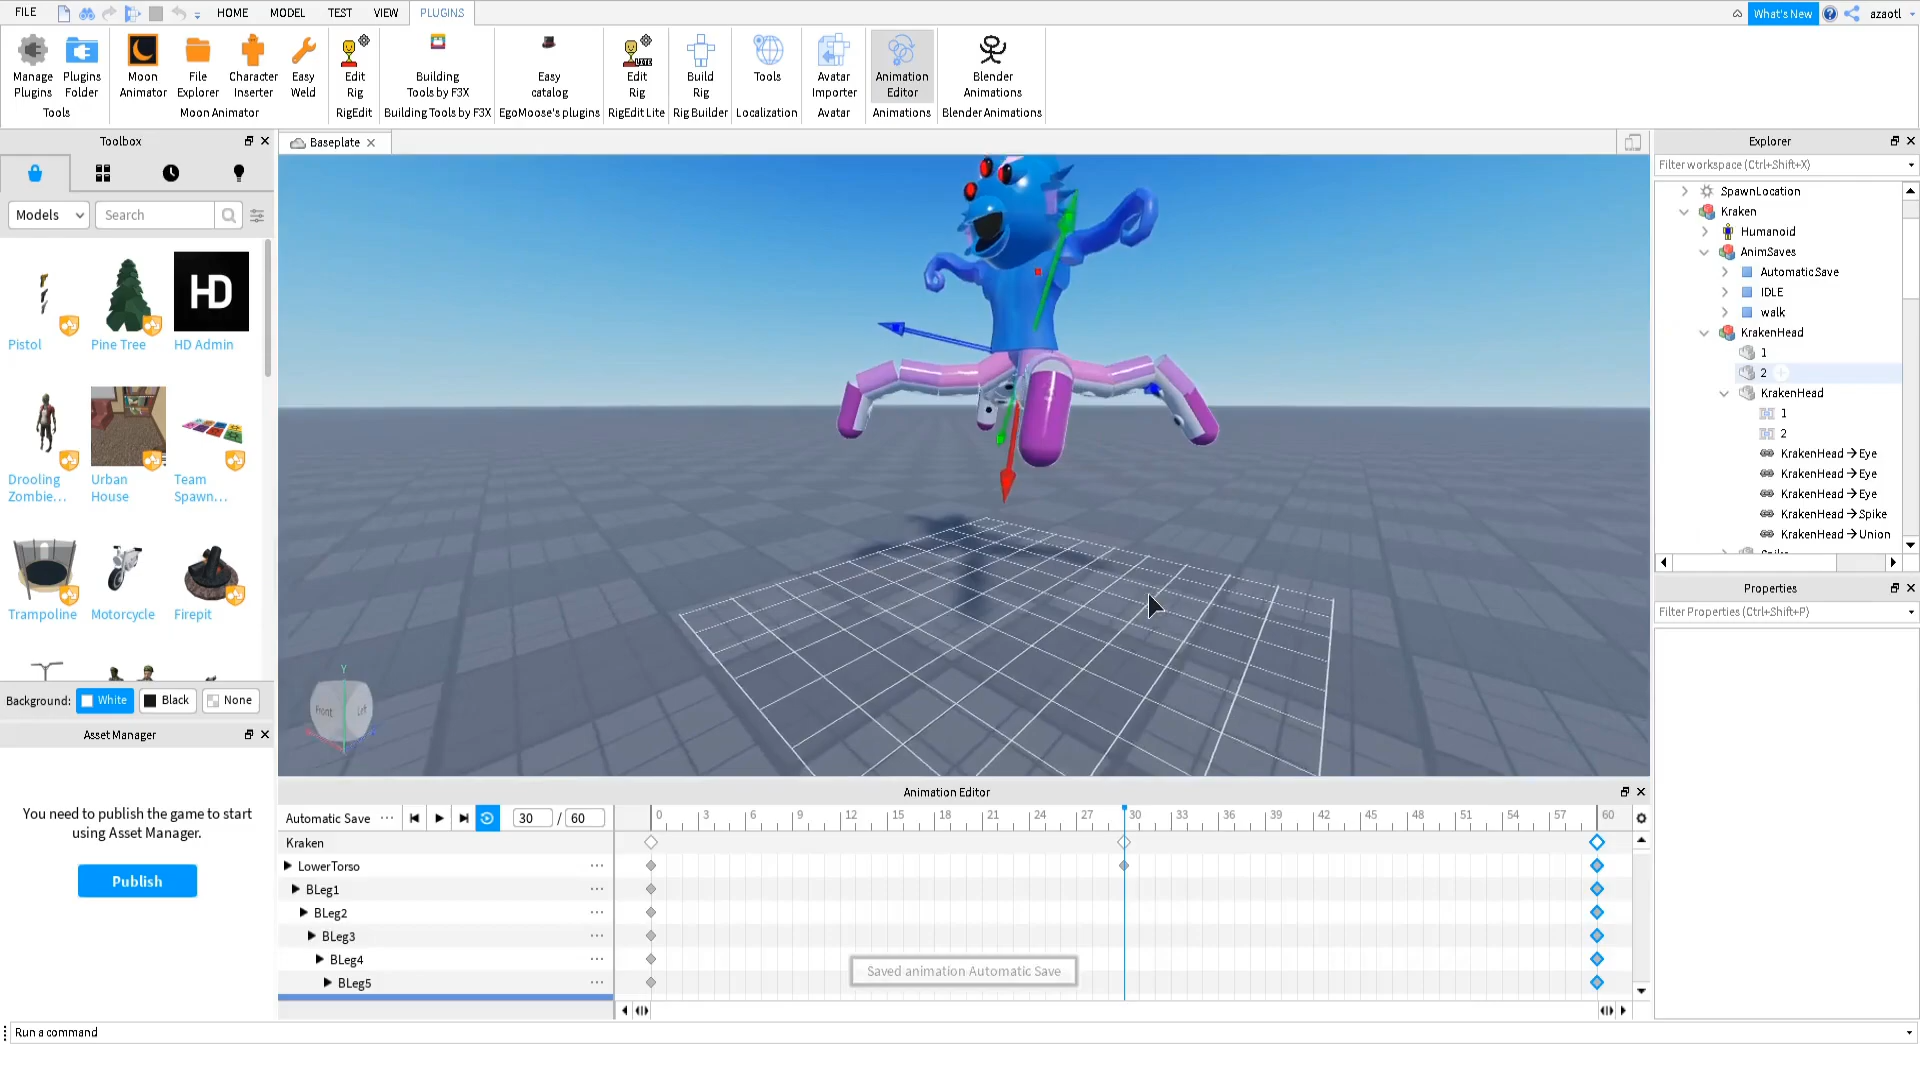 FILE HOME MODEL TEST VIEW PLUGINS What's New azaotl
Manage Plugins
Plugins Folder
Tools
Moon Animator
File Explorer
Character Inserter
Easy Weld
Moon Animator
Edit Rig
RigEdit
Building Tools by F3X
Building Tools by F3X
Easy catalog
EgoMoose's plugins
Edit Rig
LITE
RigEdit Lite
Build Rig
Rig Builder
Tools
Localization
Avatar Importer
Avatar
Animation Editor
Animations
Blender Animations
Blender Animations
Toolbox
Baseplate
Explorer
Filter workspace (Ctrl+Shift+X)
Models
Search
HD
Pistol
Pine Tree
HD Admin
Drooling Zombie...
Urban House
Team Spawn...
Trampoline
Motorcycle
Firepit
Background: White Black None
Asset Manager
You need to publish the game to start
using Asset Manager.
Publish
Y
Front
SpawnLocation
Kraken
Humanoid
AnimSaves
Automatic Save
IDLE
walk
KrakenHead
1
2
KrakenHead
1
2
KrakenHead→Eye
KrakenHead→Eye
KrakenHead→Eye
KrakenHead→Spike
KrakenHead→Union
Properties
Filter Properties (Ctrl+Shift+P)
Animation Editor
Automatic Save ··· 30 / 60
0 3 6 9 12 15 18 21 24 27 30 33 36 39 42 45 48 51 54 57 60
Kraken
LowerTorso
BLeg1
BLeg2
BLeg3
BLeg4
BLeg5
Saved animation Automatic Save
Run a command